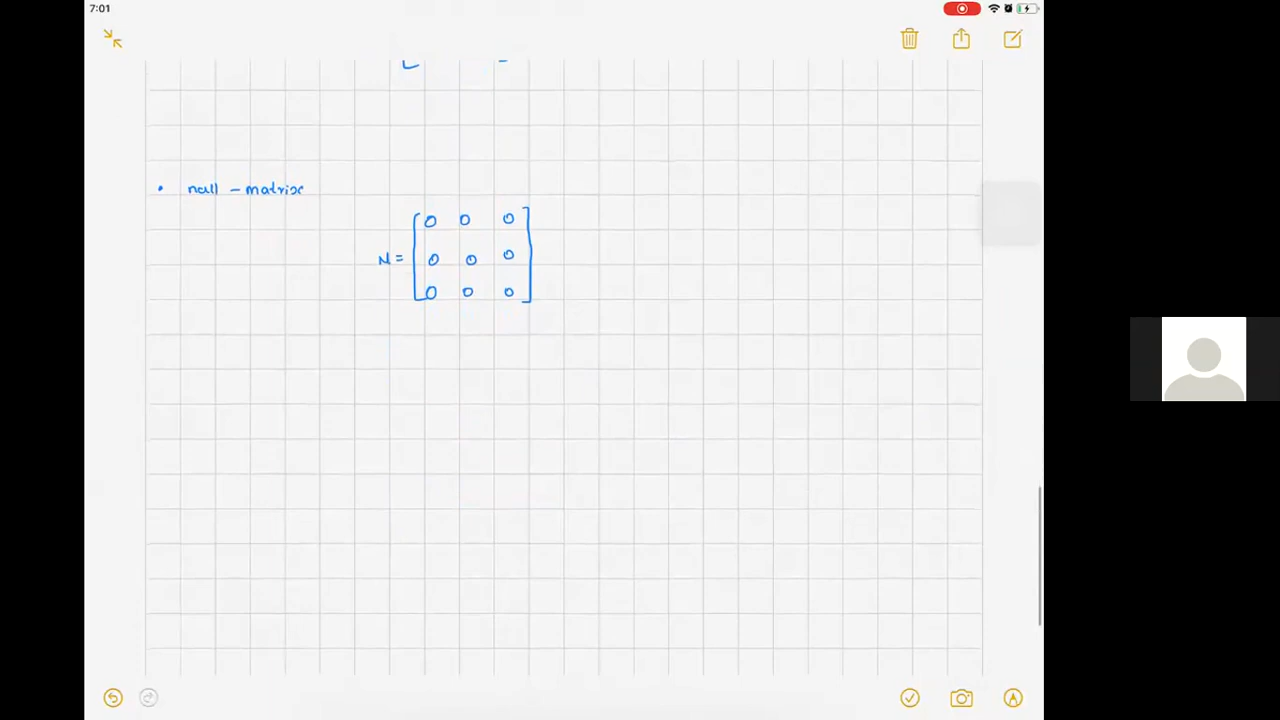 7:01
• null - matrix
N = [ 0 0 0
0 0 0
0 0 0 ]